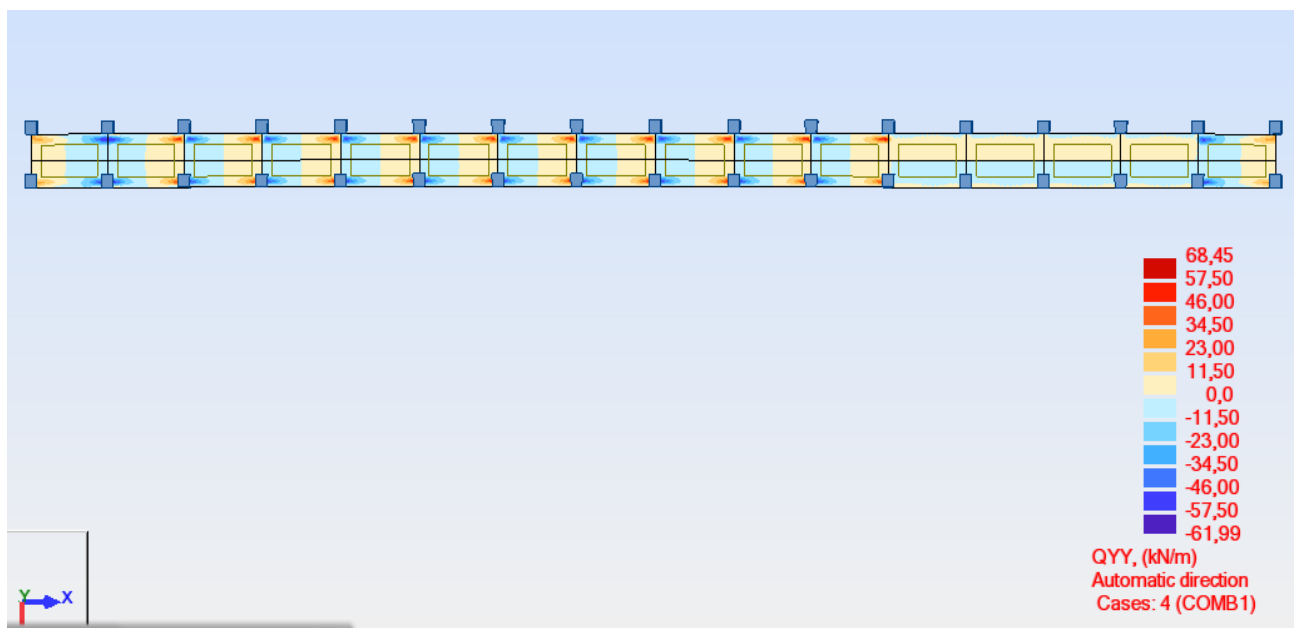 68,45
57,50
46,00
34,50
23,00
11,50
0,0
-11,50
-23,00
-34,50
-46,00
-57,50
-61,99
QYY, (kN/m)
Automatic direction
Cases: 4 (COMB1)
Y
X